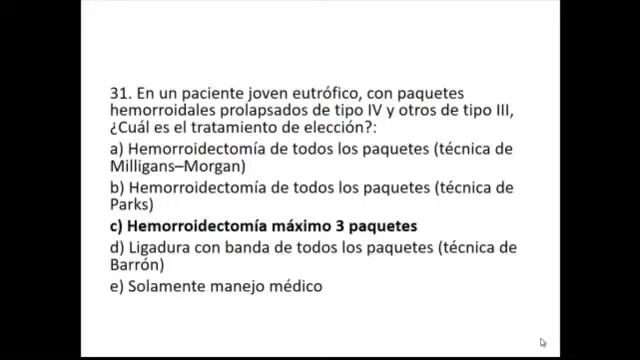 31. En un paciente joven eutrófico, con paquetes
hemorroidales prolapsados de tipo IV y otros de tipo III,
¿Cuál es el tratamiento de elección?:
a) Hemorroidectomía de todos los paquetes (técnica de
Milligans–Morgan)
b) Hemorroidectomía de todos los paquetes (técnica de
Parks)
c) Hemorroidectomía máximo 3 paquetes
d) Ligadura con banda de todos los paquetes (técnica de
Barrón)
e) Solamente manejo médico